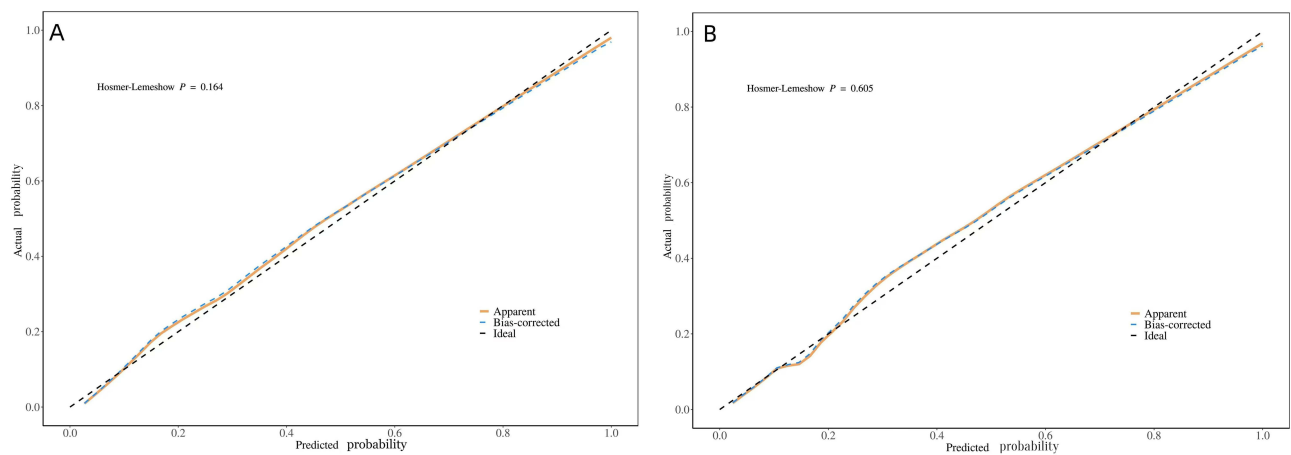 A
Hosmer-Lemeshow P = 0.164
Actual probability
1.0
0.8
0.6
0.4
0.2
0.0
Apparent
Bias-corrected
Ideal
0.0 0.2 0.4 0.6 0.8 1.0
Predicted probability
B
Hosmer-Lemeshow P = 0.605
Actual probability
1.0
0.8
0.6
0.4
0.2
0.0
Apparent
Bias-corrected
Ideal
0.0 0.2 0.4 0.6 0.8 1.0
Predicted probability